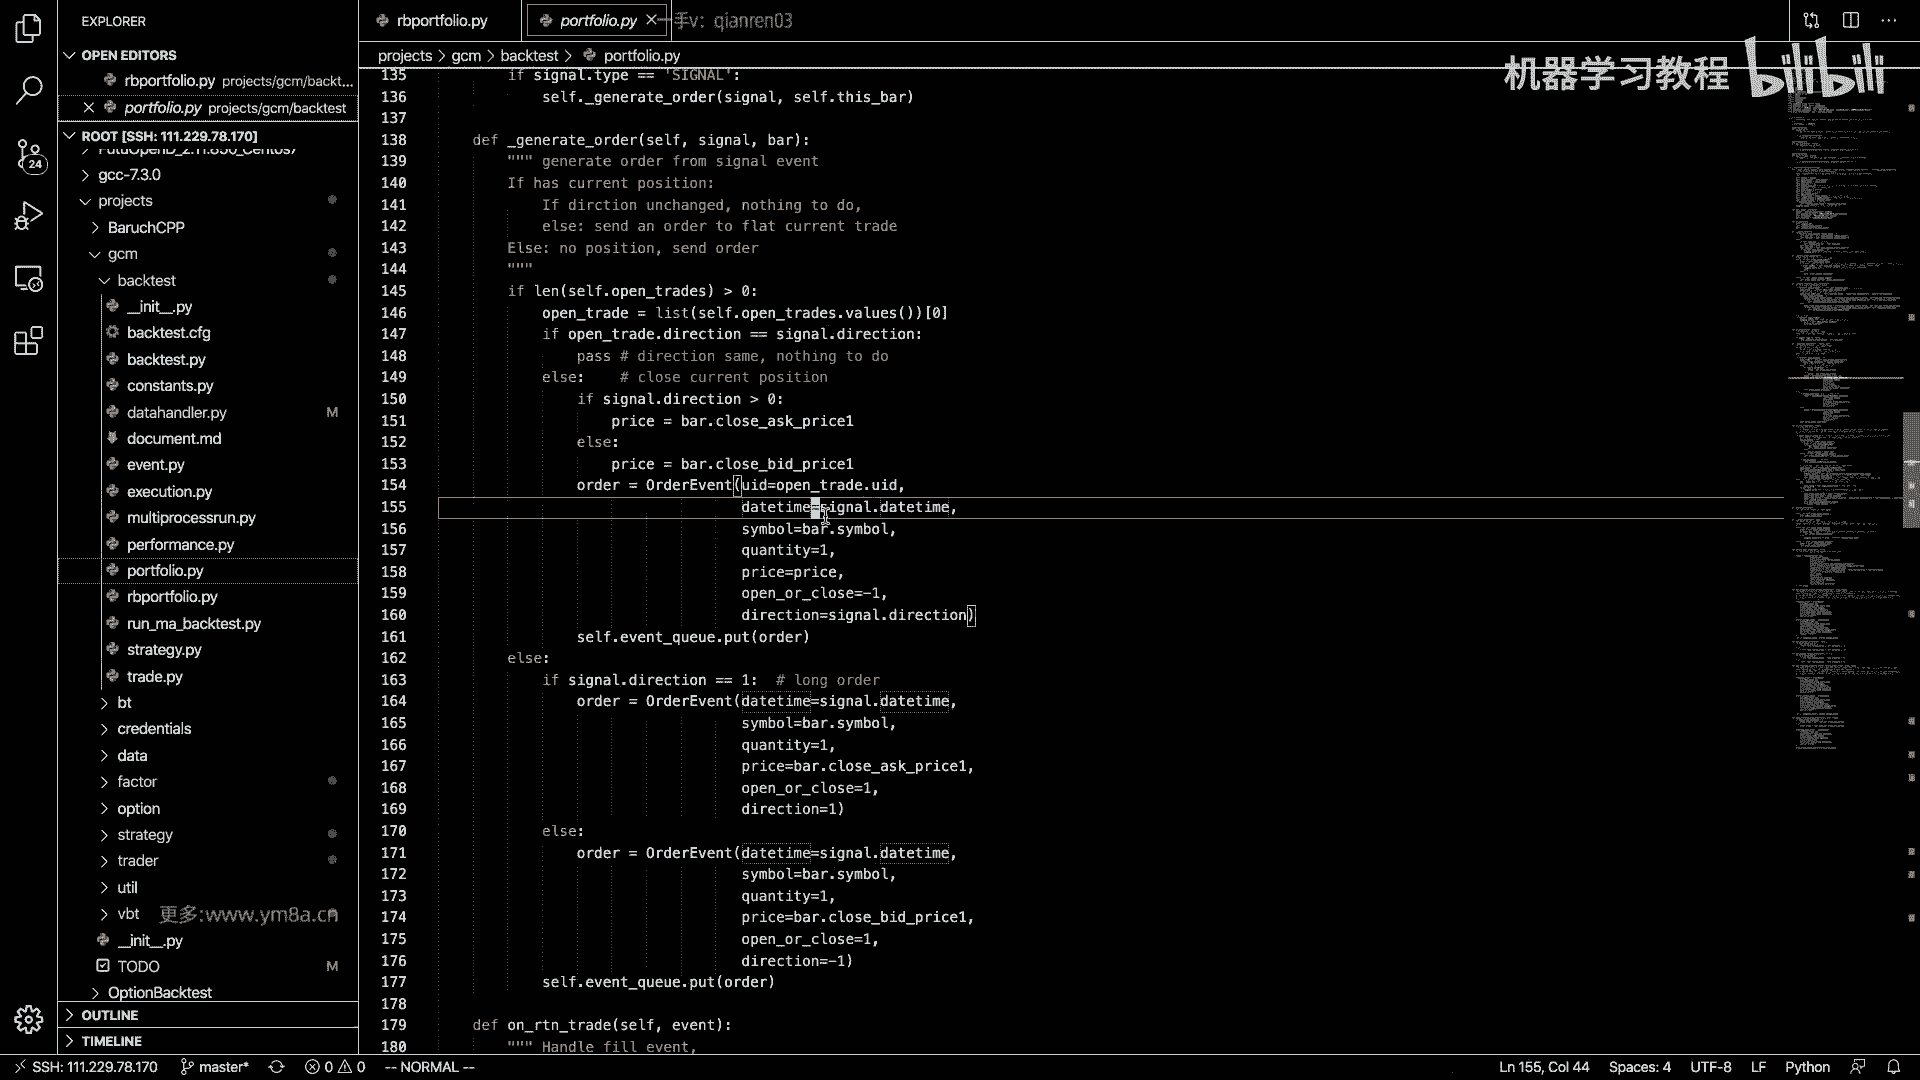 EXPLORER
rbportfolio.py
portfolio.py
手v: qianren03
OPEN EDITORS
rbportfolio.py projects/gcm/backt...
portfolio.py projects/gcm/backtest
ROOT [SSH: 111.229.78.170]
gcc-7.3.0
projects
BaruchCPP
gcm
backtest
__init__.py
backtest.cfg
backtest.py
constants.py
datahandler.py M
document.md
event.py
execution.py
multiprocessrun.py
performance.py
portfolio.py
rbportfolio.py
run_ma_backtest.py
strategy.py
trade.py
bt
credentials
data
factor
option
strategy
trader
util
vbt
更多:www.ym8a.cn
__init__.py
TODO M
OptionBacktest
OUTLINE
TIMELINE
24
projects > gcm > backtest > portfolio.py
机器学习教程 bilibili
135 if signal.type == 'SIGNAL':
136 self._generate_order(signal, self.this_bar)
137
138 def _generate_order(self, signal, bar):
139 """ generate order from signal event
140 If has current position:
141 If dirction unchanged, nothing to do,
142 else: send an order to flat current trade
143 Else: no position, send order
144 """
145 if len(self.open_trades) > 0:
146 open_trade = list(self.open_trades.values())[0]
147 if open_trade.direction == signal.direction:
148 pass # direction same, nothing to do
149 else: # close current position
150 if signal.direction > 0:
151 price = bar.close_ask_price1
152 else:
153 price = bar.close_bid_price1
154 order = OrderEvent(uid=open_trade.uid,
155 datetime=signal.datetime,
156 symbol=bar.symbol,
157 quantity=1,
158 price=price,
159 open_or_close=-1,
160 direction=signal.direction)
161 self.event_queue.put(order)
162 else:
163 if signal.direction == 1: # long order
164 order = OrderEvent(datetime=signal.datetime,
165 symbol=bar.symbol,
166 quantity=1,
167 price=bar.close_ask_price1,
168 open_or_close=1,
169 direction=1)
170 else:
171 order = OrderEvent(datetime=signal.datetime,
172 symbol=bar.symbol,
173 quantity=1,
174 price=bar.close_bid_price1,
175 open_or_close=1,
176 direction=-1)
177 self.event_queue.put(order)
178
179 def on_rtn_trade(self, event):
180 """ Handle fill event,
SSH: 111.229.78.170 master* 0 0 -- NORMAL -- Ln 155, Col 44 Spaces: 4 UTF-8 LF Python